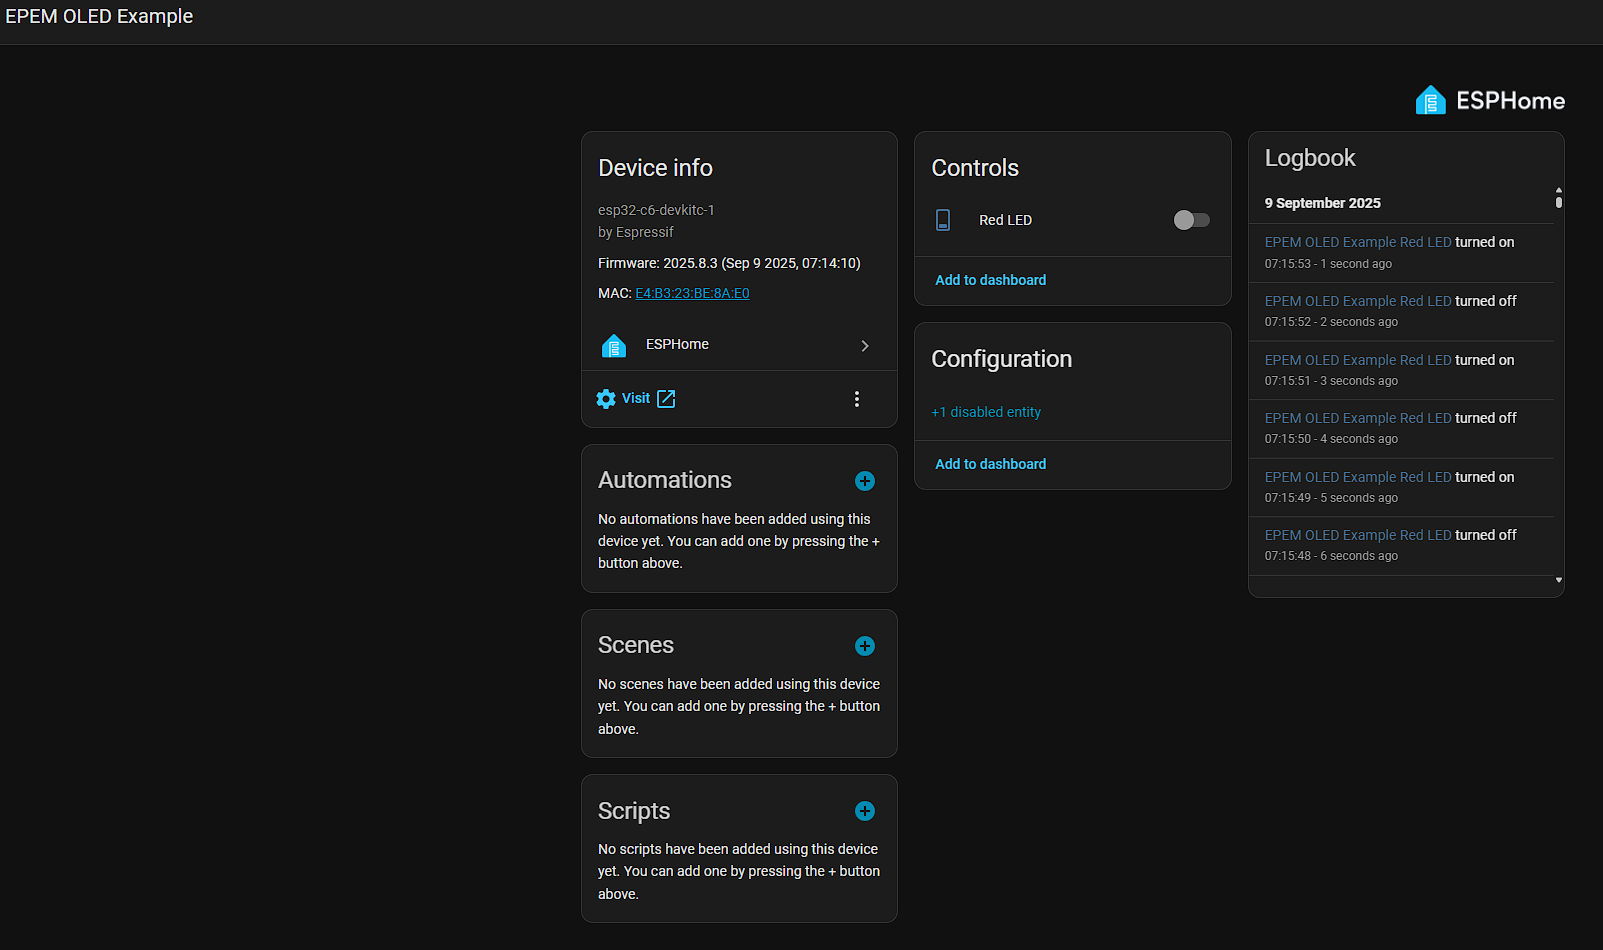 EPEM OLED Example
ESPHome
Device info
esp32-c6-devkitc-1
by Espressif
Firmware: 2025.8.3 (Sep 9 2025, 07:14:10)
MAC: E4:B3:23:BE:8A:E0
ESPHome
Visit
Automations
No automations have been added using this
device yet. You can add one by pressing the +
button above.
Scenes
No scenes have been added using this device
yet. You can add one by pressing the + button
above.
Scripts
No scripts have been added using this device
yet. You can add one by pressing the + button
above.
Controls
Red LED
Add to dashboard
Configuration
+1 disabled entity
Add to dashboard
Logbook
9 September 2025
EPEM OLED Example Red LED turned on
07:15:53 - 1 second ago
EPEM OLED Example Red LED turned off
07:15:52 - 2 seconds ago
EPEM OLED Example Red LED turned on
07:15:51 - 3 seconds ago
EPEM OLED Example Red LED turned off
07:15:50 - 4 seconds ago
EPEM OLED Example Red LED turned on
07:15:49 - 5 seconds ago
EPEM OLED Example Red LED turned off
07:15:48 - 6 seconds ago